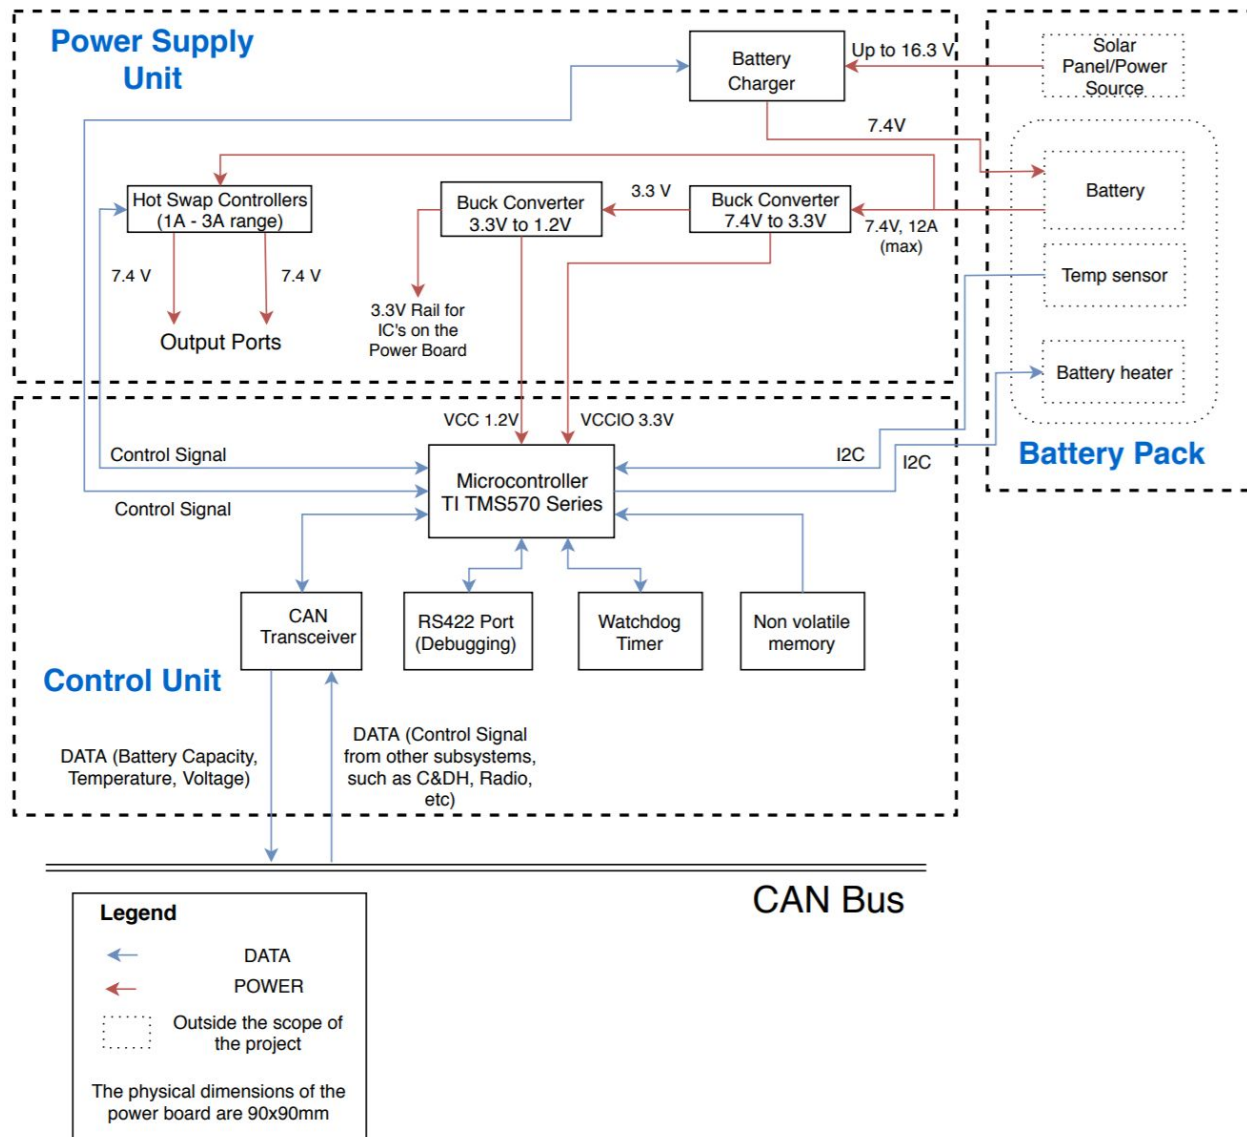 Power Supply
Unit
Battery
Charger
Up to 16.3 V
Solar
Panel/Power
Source
7.4V
Battery
Hot Swap Controllers
(1A - 3A range)
Buck Converter
3.3V to 1.2V
3.3 V
Buck Converter
7.4V to 3.3V
7.4V, 12A
(max)
7.4 V
7.4 V
Output Ports
3.3V Rail for
IC's on the
Power Board
Temp sensor
Battery heater
Battery Pack
VCC 1.2V
VCCIO 3.3V
Control Signal
Control Signal
Microcontroller
TI TMS570 Series
I2C
I2C
CAN
Transceiver
RS422 Port
(Debugging)
Watchdog
Timer
Non volatile
memory
Control Unit
DATA (Battery Capacity,
Temperature, Voltage)
DATA (Control Signal
from other subsystems,
such as C&DH, Radio,
etc)
CAN Bus
Legend
DATA
POWER
Outside the scope of
the project
The physical dimensions of the
power board are 90x90mm